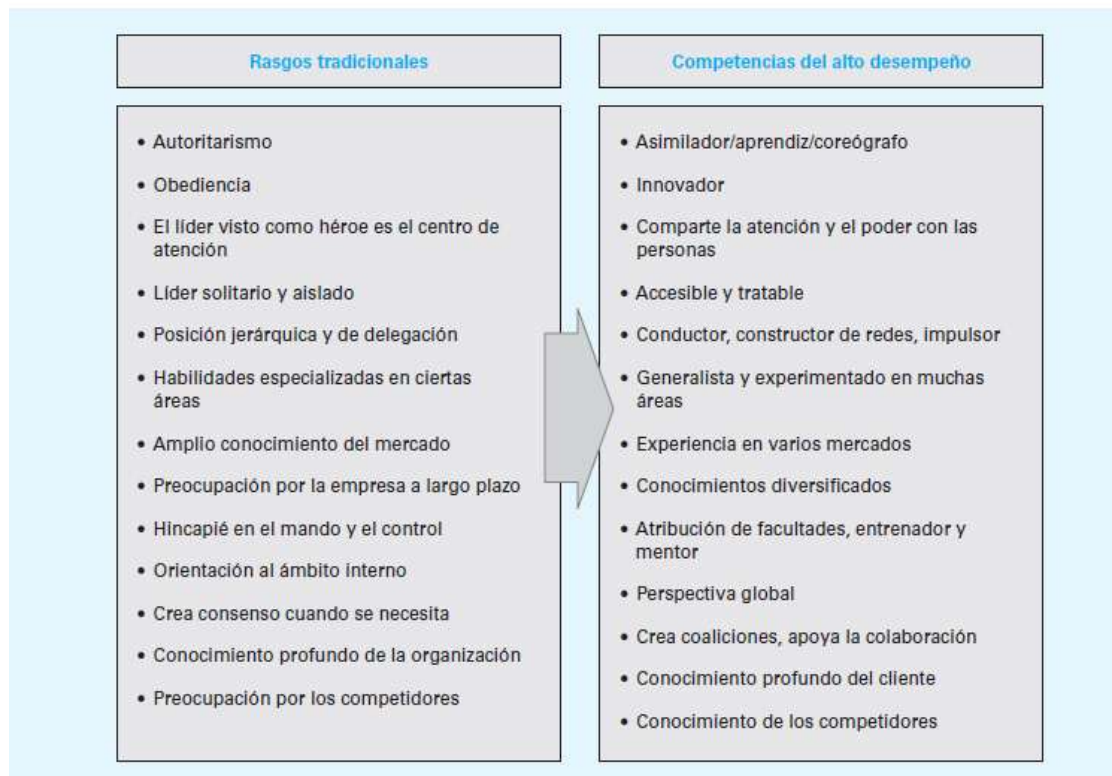 Rasgos tradicionales
• Autoritarismo
• Obediencia
• El líder visto como héroe es el centro de
atención
• Líder solitario y aislado
• Posición jerárquica y de delegación
• Habilidades especializadas en ciertas
áreas
• Amplio conocimiento del mercado
• Preocupación por la empresa a largo plazo
• Hincapié en el mando y el control
• Orientación al ámbito interno
• Crea consenso cuando se necesita
• Conocimiento profundo de la organización
• Preocupación por los competidores
Competencias del alto desempeño
• Asimilador/aprendiz/coreógrafo
• Innovador
• Comparte la atención y el poder con las
personas
• Accesible y tratable
• Conductor, constructor de redes, impulsor
• Generalista y experimentado en muchas
áreas
• Experiencia en varios mercados
• Conocimientos diversificados
• Atribución de facultades, entrenador y
mentor
• Perspectiva global
• Crea coaliciones, apoya la colaboración
• Conocimiento profundo del cliente
• Conocimiento de los competidores